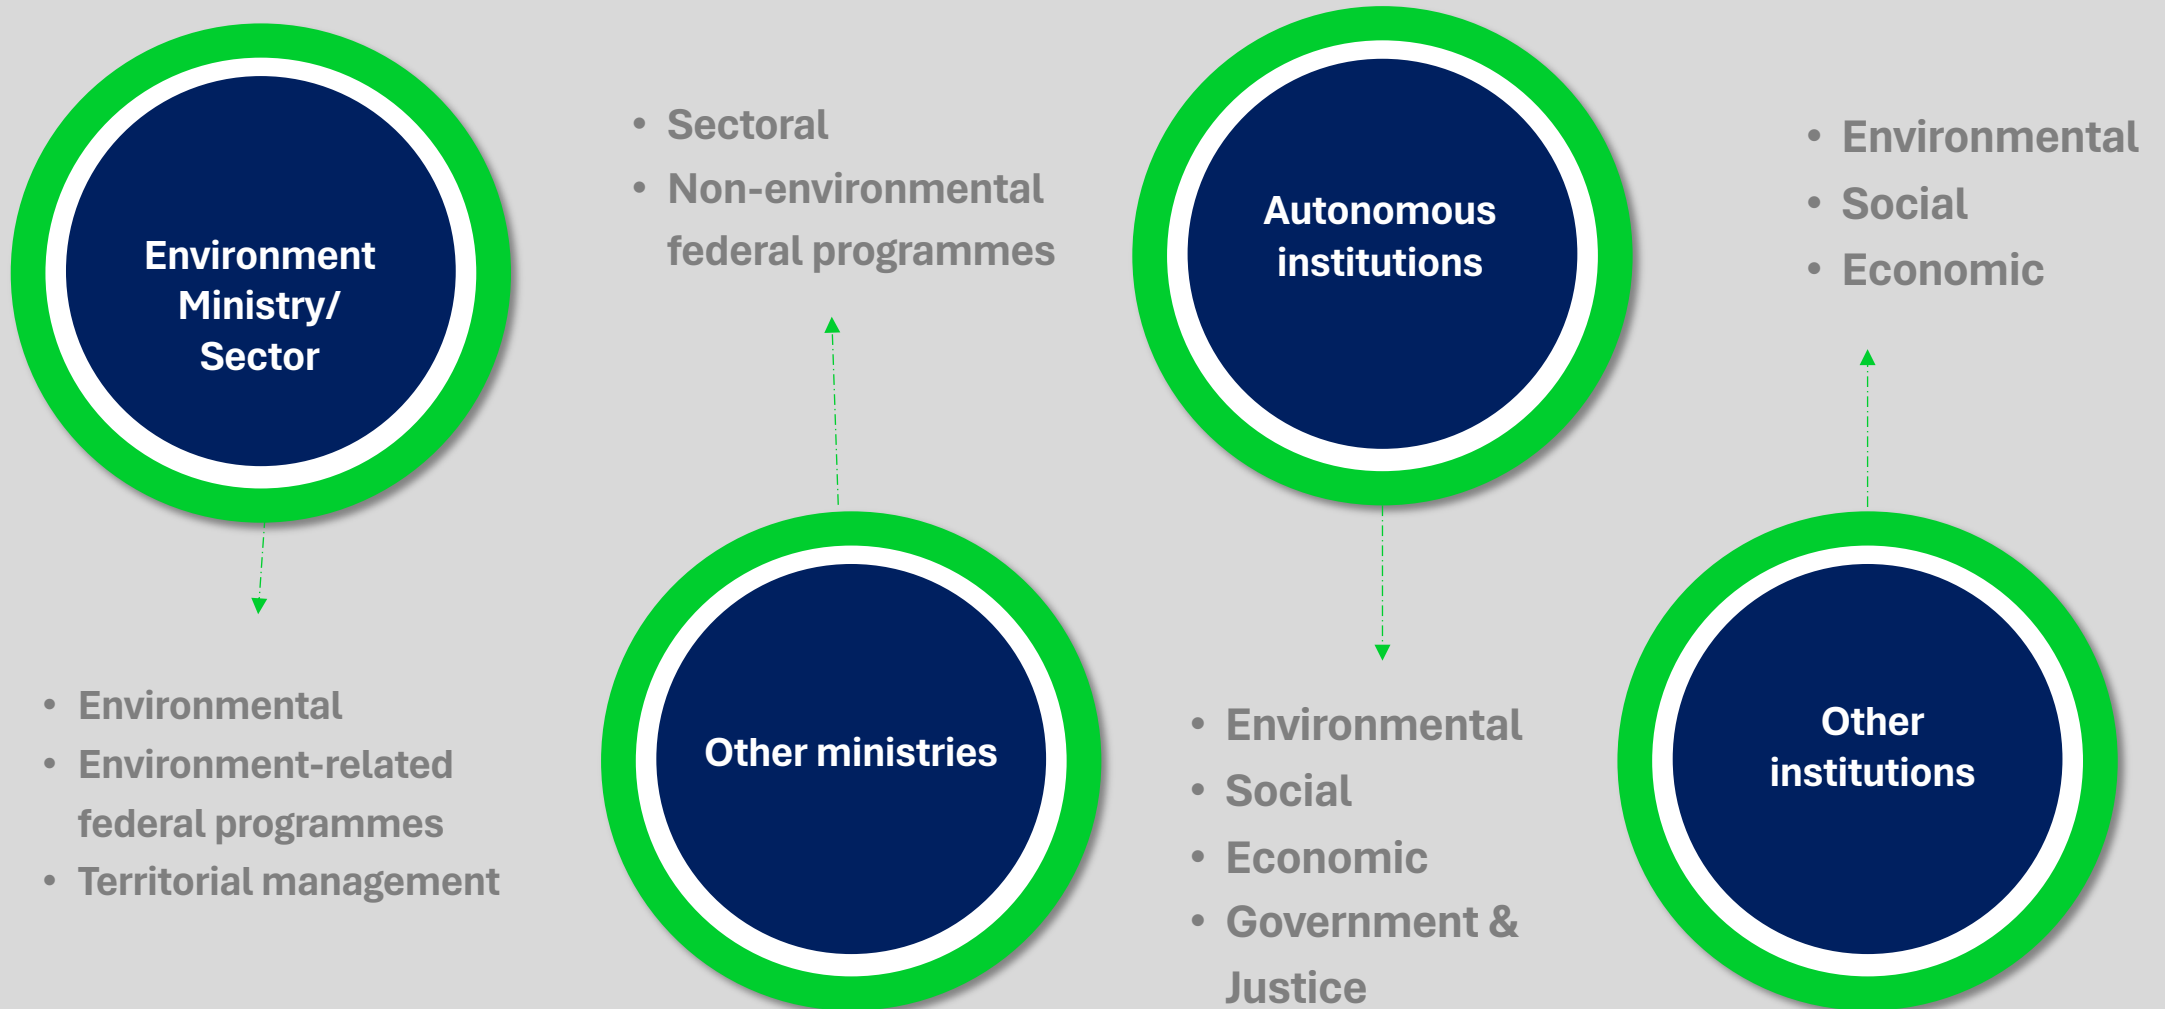 Environment
Ministry/
Sector
• Environmental
• Environment-related
federal programmes
• Territorial management
• Sectoral
• Non-environmental
federal programmes
Other ministries
Autonomous
institutions
• Environmental
• Social
• Economic
• Government &
Justice
• Environmental
• Social
• Economic
Other
institutions